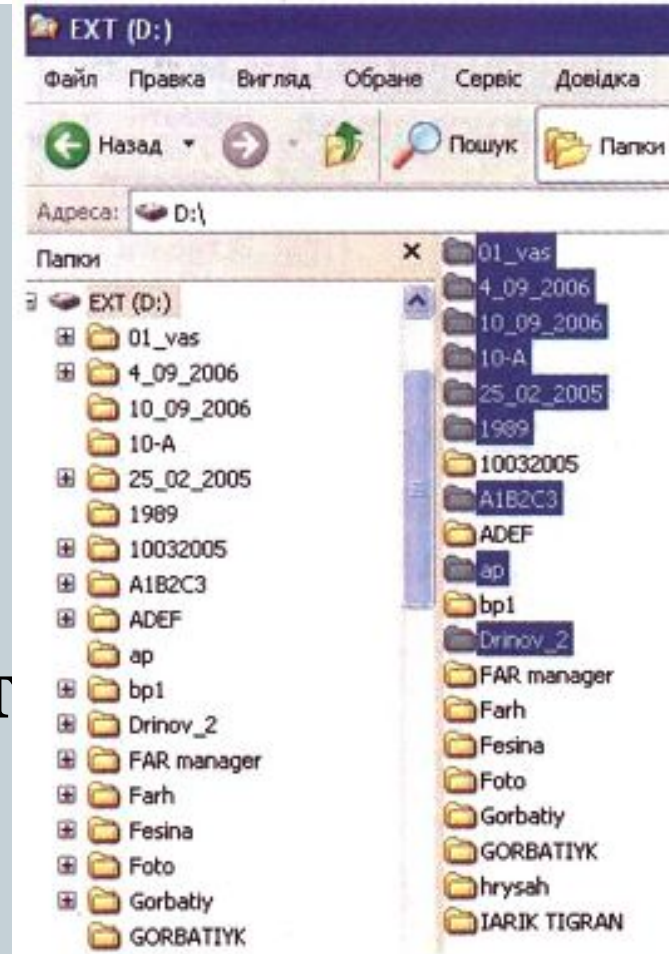 EXT (D:)
Файл Правка Вигляд Обране Сервіс Довідка
Назад Пошук Папки
Адреса: D:\
Папки
EXT (D:)
01_vas
4_09_2006
10_09_2006
10-A
25_02_2005
1989
10032005
A1B2C3
ADEF
ap
bp1
Drinov_2
FAR manager
Farh
Fesina
Foto
Gorbatiy
GORBATIYK
01_vas
4_09_2006
10_09_2006
10-A
25_02_2005
1989
10032005
A1B2C3
ADEF
ap
bp1
Drinov_2
FAR manager
Farh
Fesina
Foto
Gorbatiy
GORBATIYK
hrysah
IARIK TIGRAN